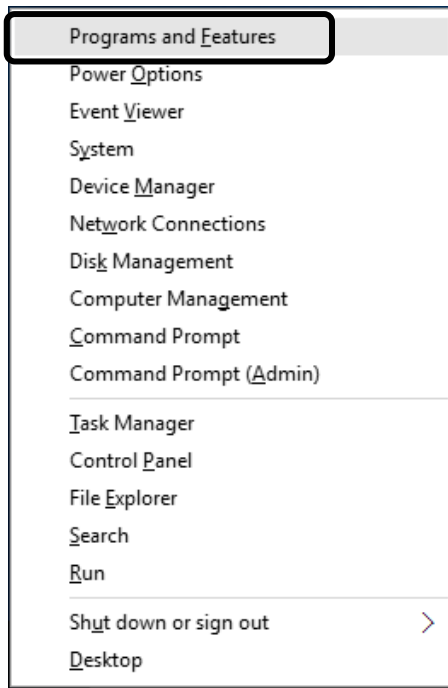 Programs and Features
Power Options
Event Viewer
System
Device Manager
Network Connections
Disk Management
Computer Management
Command Prompt
Command Prompt (Admin)
Task Manager
Control Panel
File Explorer
Search
Run
Shut down or sign out
Desktop